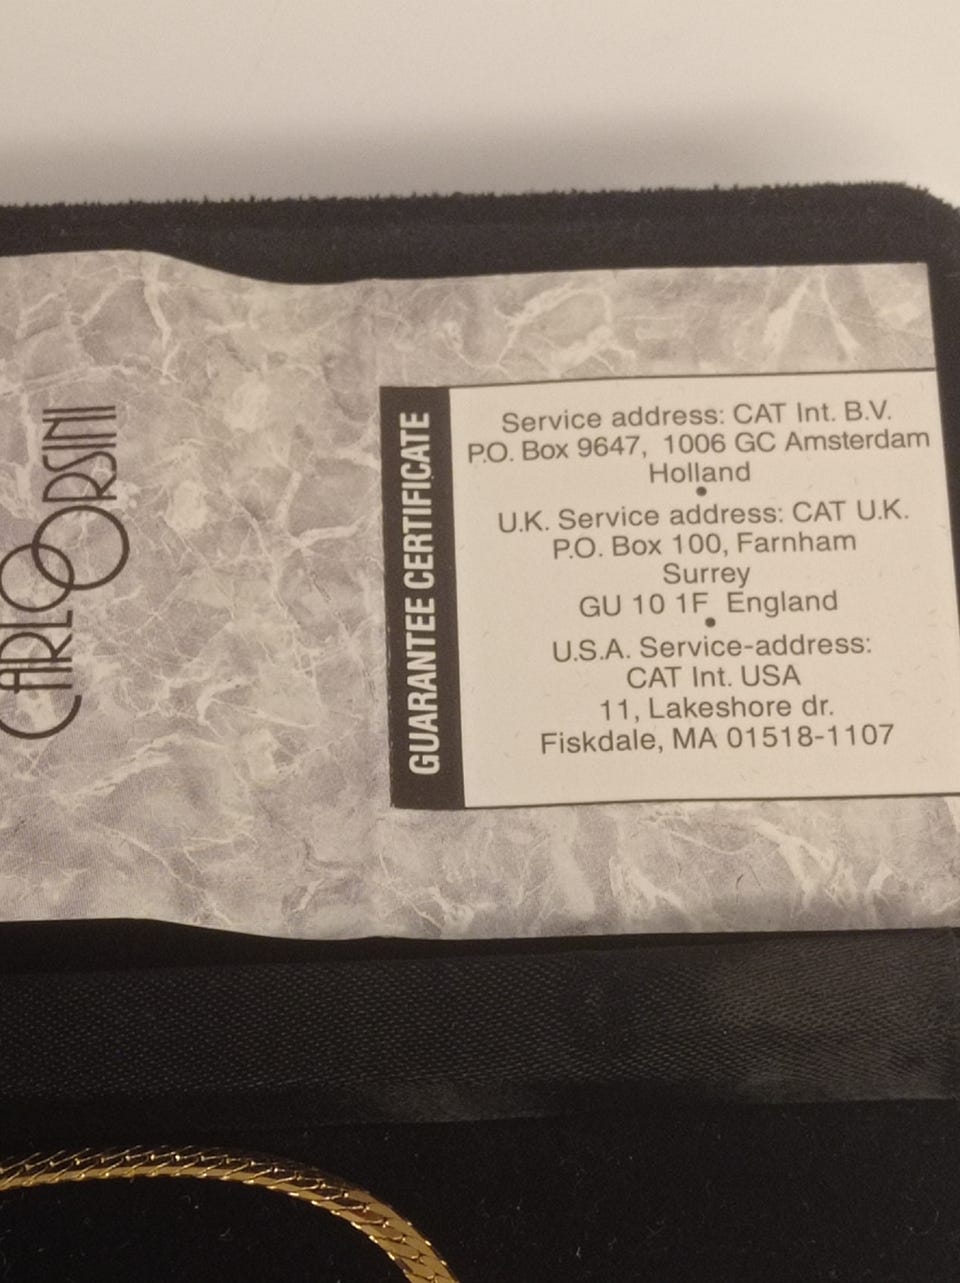 CARLO ORSINI
GUARANTEE CERTIFICATE
Service address: CAT Int. B.V.
P.O. Box 9647, 1006 GC Amsterdam
Holland
•
U.K. Service address: CAT U.K.
P.O. Box 100, Farnham
Surrey
GU 10 1F England
•
U.S.A. Service-address:
CAT Int. USA
11, Lakeshore dr.
Fiskdale, MA 01518-1107